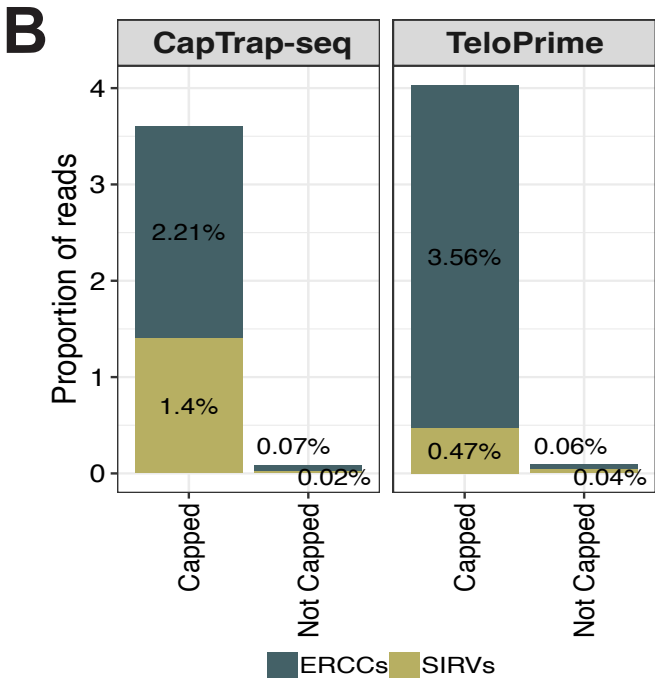 B
CapTrap-seq
TeloPrime
Proportion of reads
4
3
2
1
0
2.21%
1.4%
0.07%
0.02%
3.56%
0.47%
0.06%
0.04%
Capped
Not Capped
Capped
Not Capped
ERCCs
SIRVs